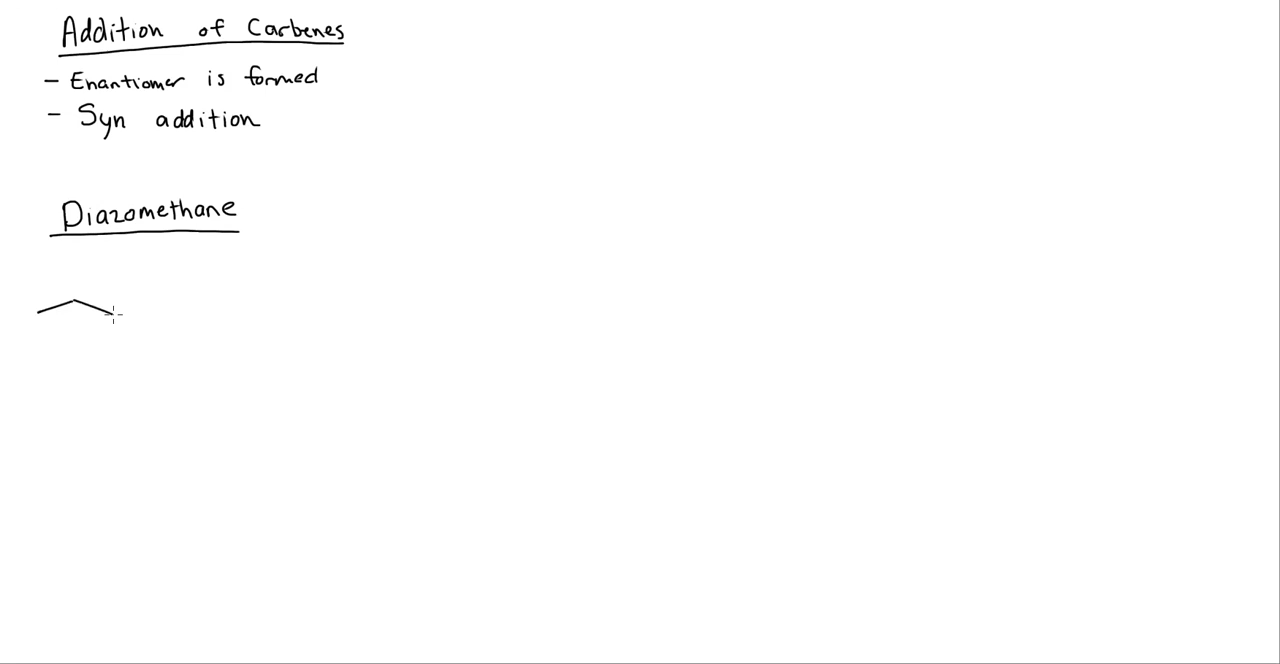 Addition of Carbenes
- Enantiomer is formed
- Syn addition
Diazomethane